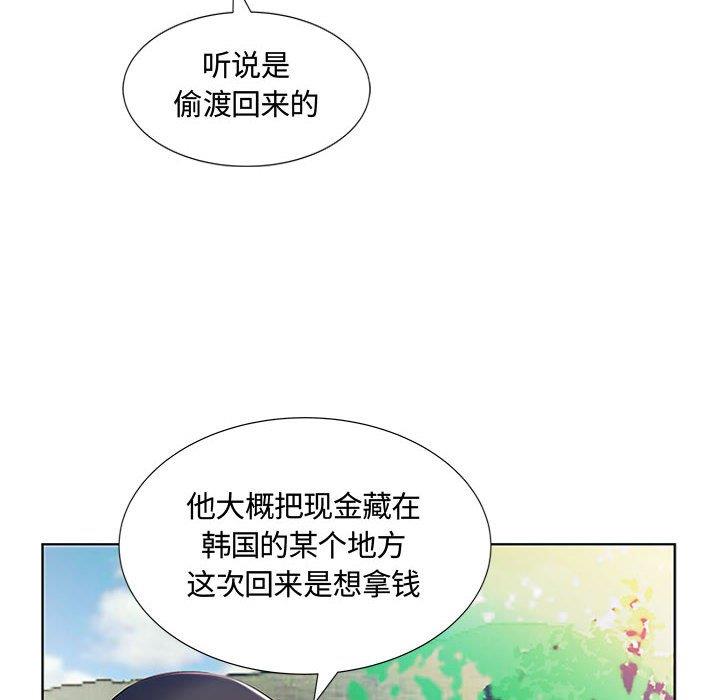 听说是
偷渡回来的
他大概把现金藏在
韩国的某个地方
这次回来是想拿钱